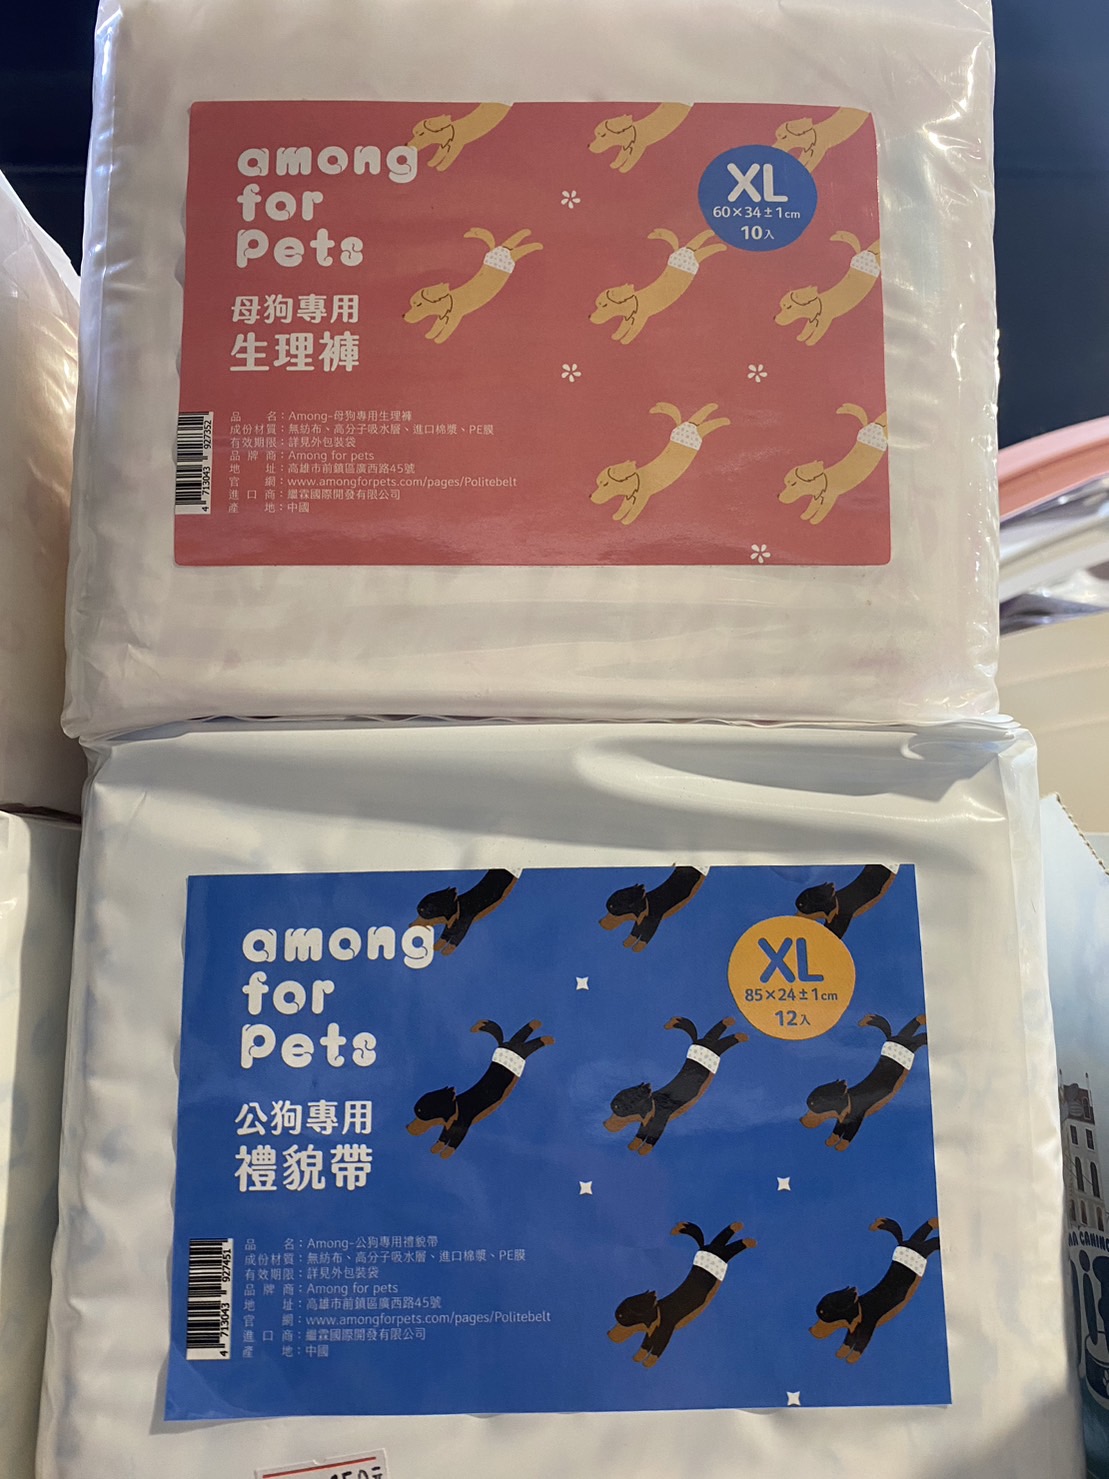 among
for
Pets
XL
60×34±1cm
10入
母狗專用
生理褲
品 名：Among-母狗專用生理褲
成份材質：無紡布、高分子吸水層、進口棉漿、PE膜
有效期限：詳見外包裝袋
品 牌 商：Among for pets
地 址：高雄市前鎮區廣西路45號
官 網：www.amongforpets.com/pages/Politebelt
進 口 商：繼霖國際開發有限公司
產 地：中國
4 713043 927352
among
for
Pets
XL
85×24±1cm
12入
公狗專用
禮貌帶
品 名：Among-公狗專用禮貌帶
成份材質：無紡布、高分子吸水層、進口棉漿、PE膜
有效期限：詳見外包裝袋
品 牌 商：Among for pets
地 址：高雄市前鎮區廣西路45號
官 網：www.amongforpets.com/pages/Politebelt
進 口 商：繼霖國際開發有限公司
產 地：中國
4 713043 927451